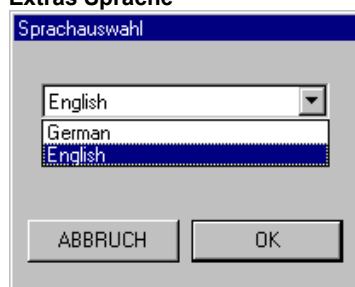 Extras Sprache
Sprachauswahl
English
German
English
ABBRUCH
OK